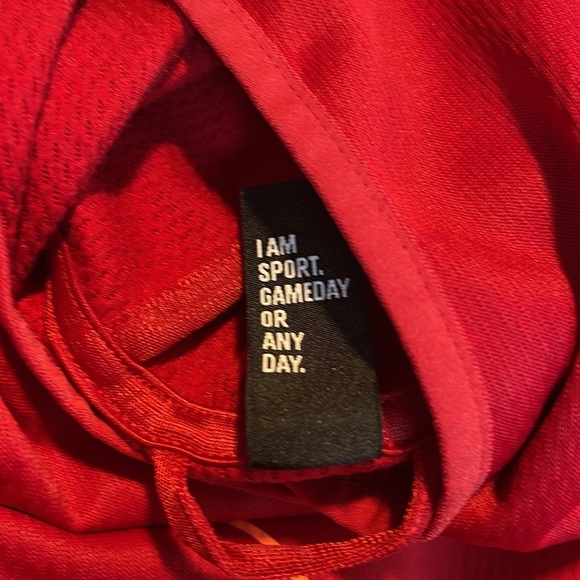 I AM
SPORT.
GAMEDAY
OR
ANY
DAY.